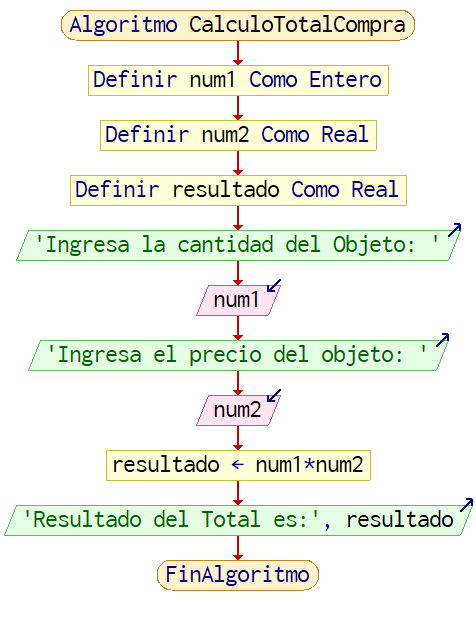 Algoritmo CalculoTotalCompra
Definir num1 Como Entero
Definir num2 Como Real
Definir resultado Como Real
'Ingresa la cantidad del Objeto: '
num1
'Ingresa el precio del objeto: '
num2
resultado ← num1*num2
'Resultado del Total es:', resultado
FinAlgoritmo